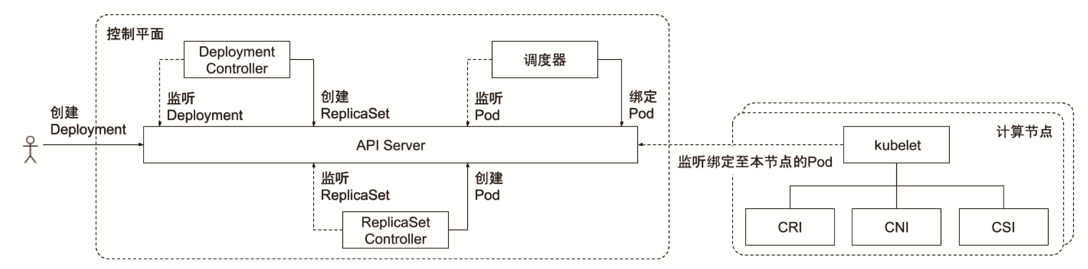 控制平面
Deployment
Controller
调度器
监听
Deployment
创建
ReplicaSet
监听
Pod
绑定
Pod
创建
Deployment
API Server
监听
ReplicaSet
创建
Pod
ReplicaSet
Controller
计算节点
kubelet
监听绑定至本节点的Pod
CRI
CNI
CSI